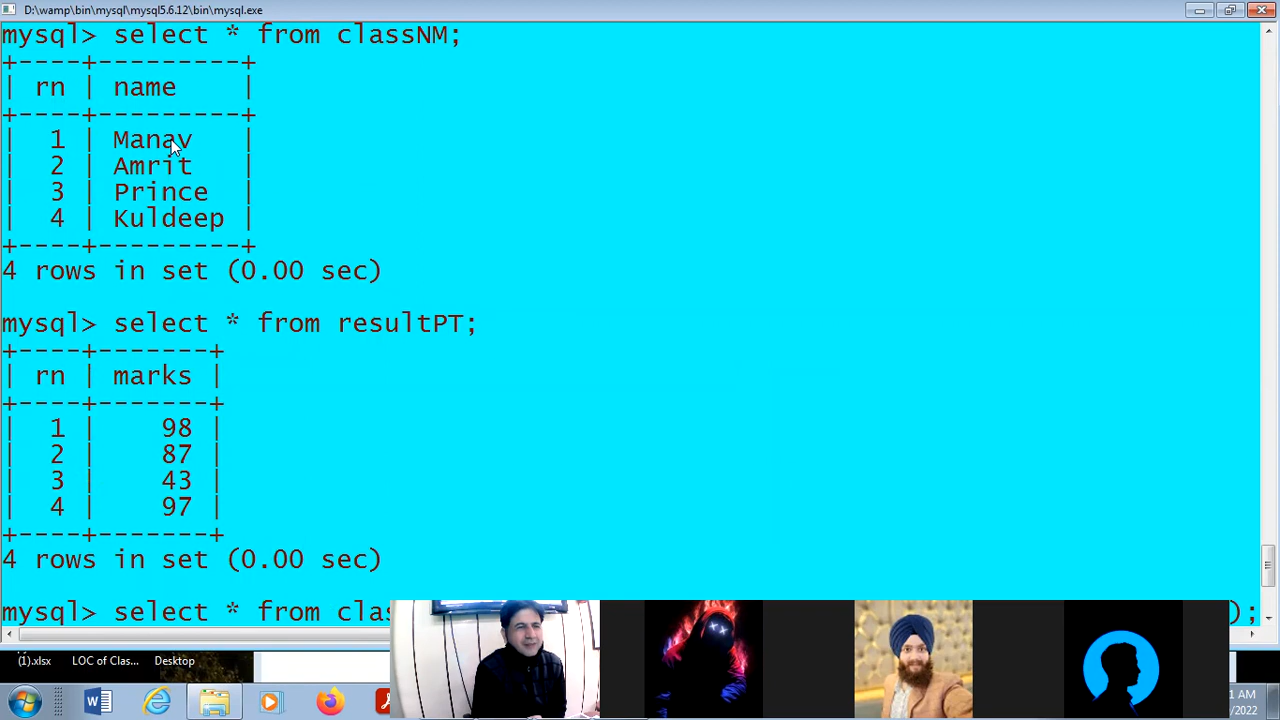 D:\wamp\bin\mysql\mysql5.6.12\bin\mysql.exe
mysql> select * from classNM;
+----+---------+
| rn | name    |
+----+---------+
|  1 | Manav   |
|  2 | Amrit   |
|  3 | Prince  |
|  4 | Kuldeep |
+----+---------+
4 rows in set (0.00 sec)
mysql> select * from resultPT;
+----+-------+
| rn | marks |
+----+-------+
|  1 |    98 |
|  2 |    87 |
|  3 |    43 |
|  4 |    97 |
+----+-------+
4 rows in set (0.00 sec)
mysql> select * from clas );
(1).xlsx LOC of Clas... Desktop
1 AM
/2022